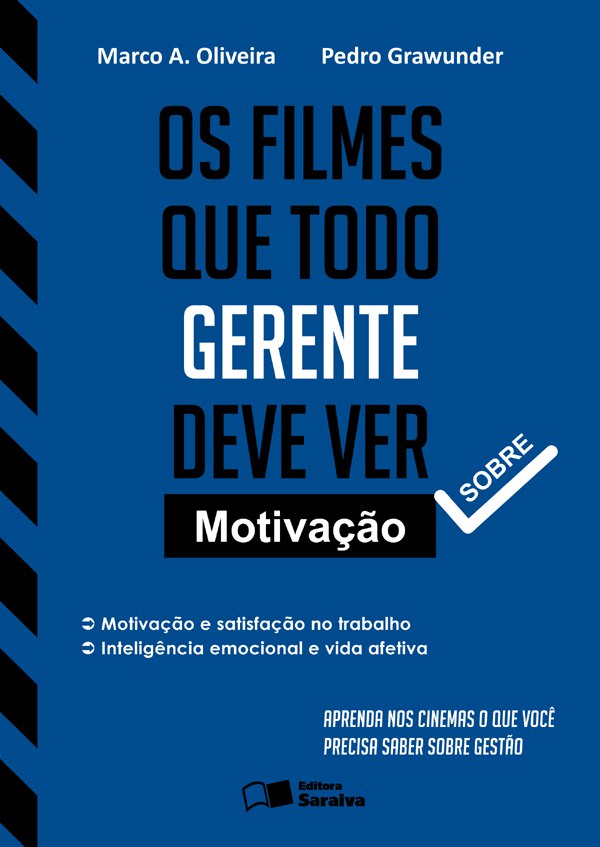 Marco A. Oliveira Pedro Grawunder
OS FILMES
QUE TODO
GERENTE
DEVE VER
SOBRE
Motivação
➲ Motivação e satisfação no trabalho
➲ Inteligência emocional e vida afetiva
APRENDA NOS CINEMAS O QUE VOCÊ
PRECISA SABER SOBRE GESTÃO
Editora
Saraiva